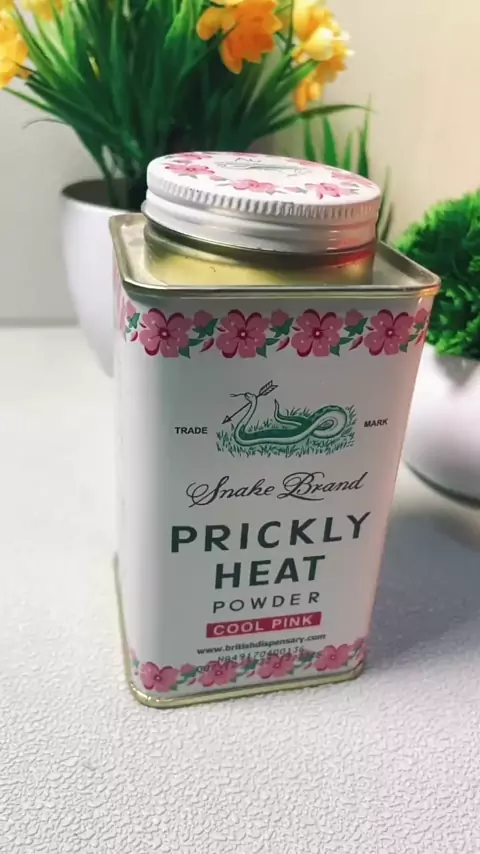 TRADE MARK
Snake Brand
PRICKLY
HEAT
POWDER
COOL PINK
www.britishdispensary.com